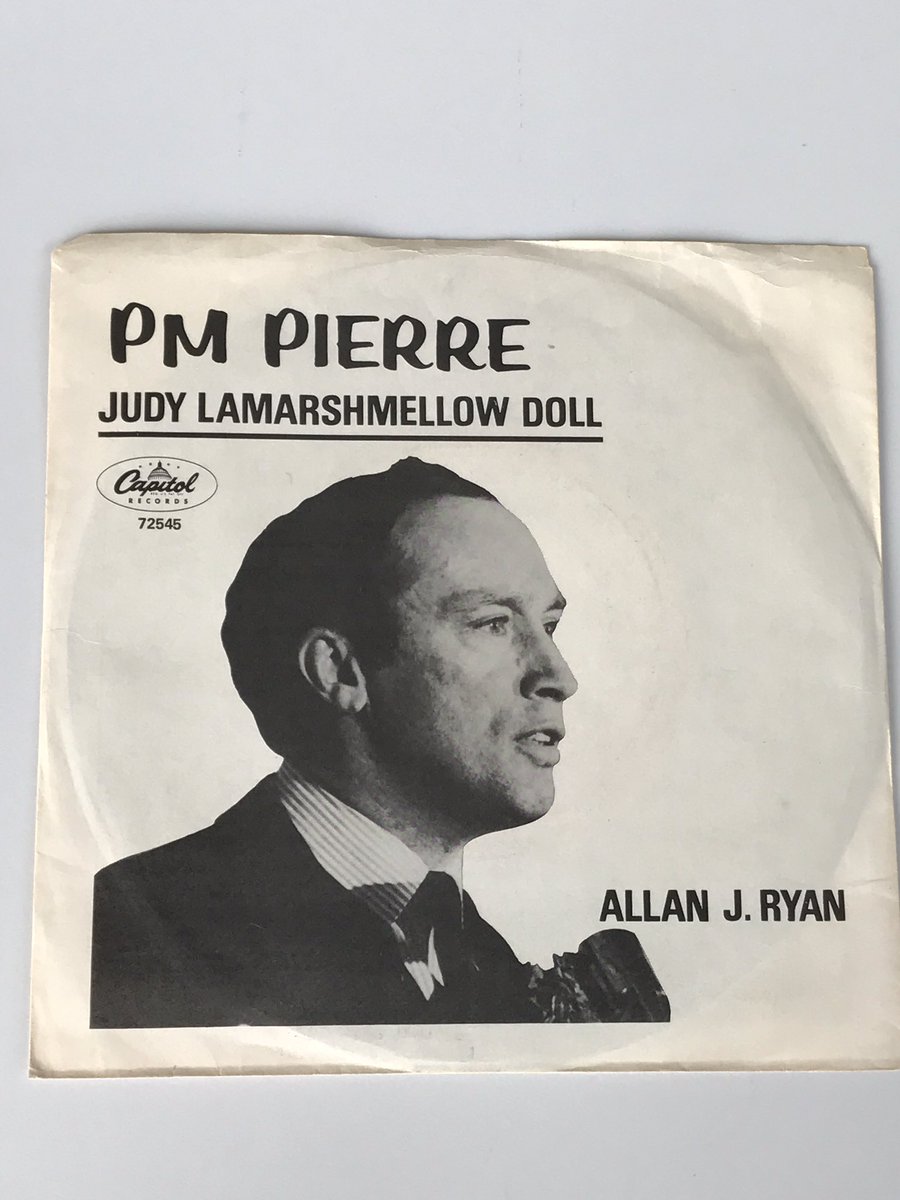 PM PIERRE
JUDY LAMARSHMELLOW DOLL
Capitol
RECORDS
72545
ALLAN J. RYAN